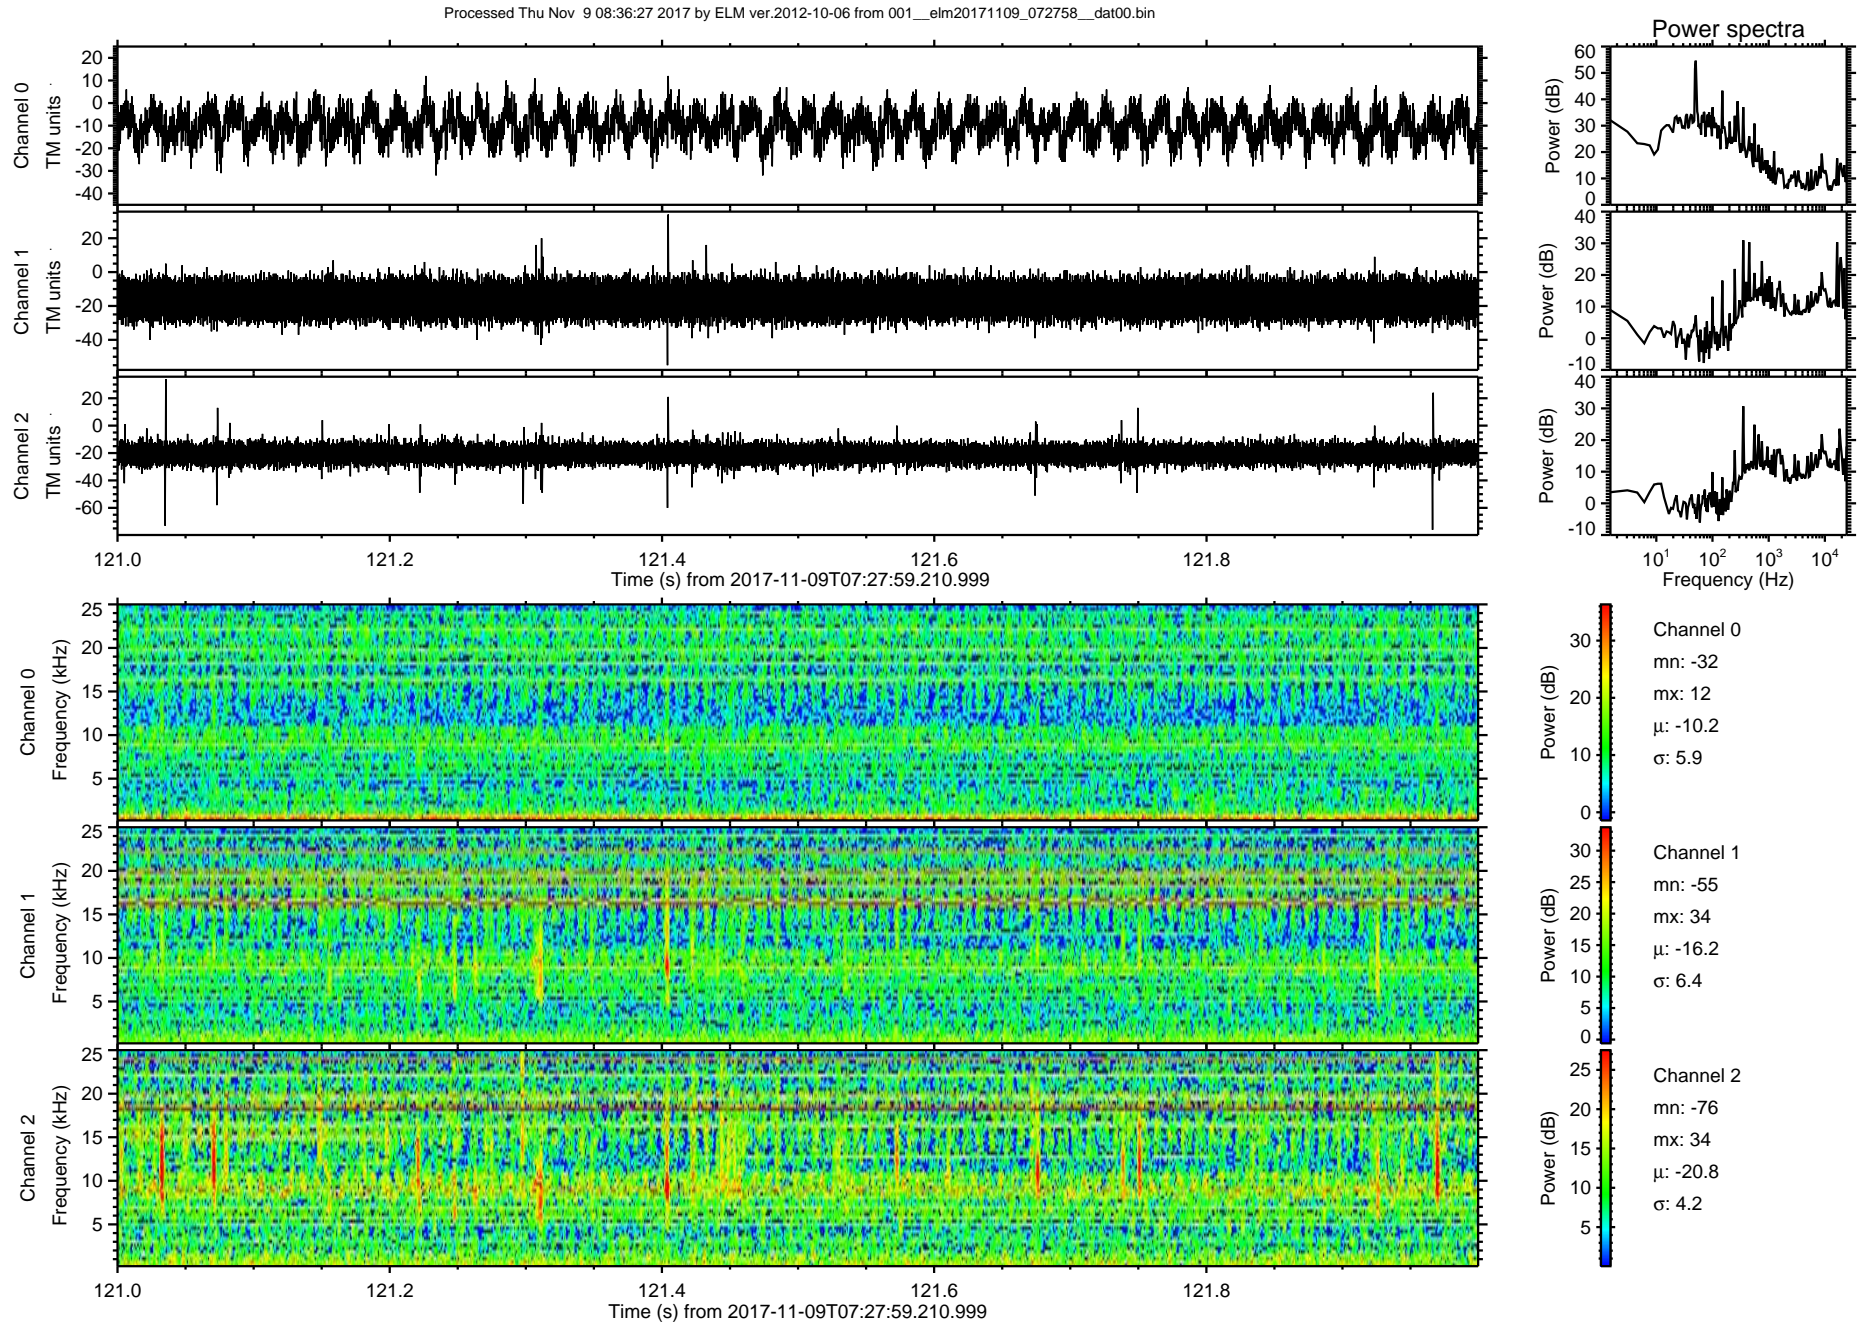 Processed Thu Nov  9 08:36:27 2017 by ELM ver.2012-10-06 from 001__elm20171109_072758__dat00.bin
Power spectra
Channel 0
TM units
20
10
0
-10
-20
-30
-40
Power (dB)
60
50
40
30
20
10
0
Channel 1
TM units
20
0
-20
-40
Power (dB)
40
30
20
10
0
-10
Channel 2
TM units
20
0
-20
-40
-60
Power (dB)
40
30
20
10
0
-10
121.0
121.2
121.4
121.6
121.8
Time (s) from 2017-11-09T07:27:59.210.999
10^1
10^2
10^3
10^4
Frequency (Hz)
Channel 0
Frequency (kHz)
25
20
15
10
5
Power (dB)
30
20
10
0
Channel 0
mn: -32
mx: 12
μ: -10.2
σ: 5.9
Channel 1
Frequency (kHz)
25
20
15
10
5
Power (dB)
30
25
20
15
10
5
0
Channel 1
mn: -55
mx: 34
μ: -16.2
σ: 6.4
Channel 2
Frequency (kHz)
25
20
15
10
5
Power (dB)
25
20
15
10
5
Channel 2
mn: -76
mx: 34
μ: -20.8
σ: 4.2
121.0
121.2
121.4
121.6
121.8
Time (s) from 2017-11-09T07:27:59.210.999